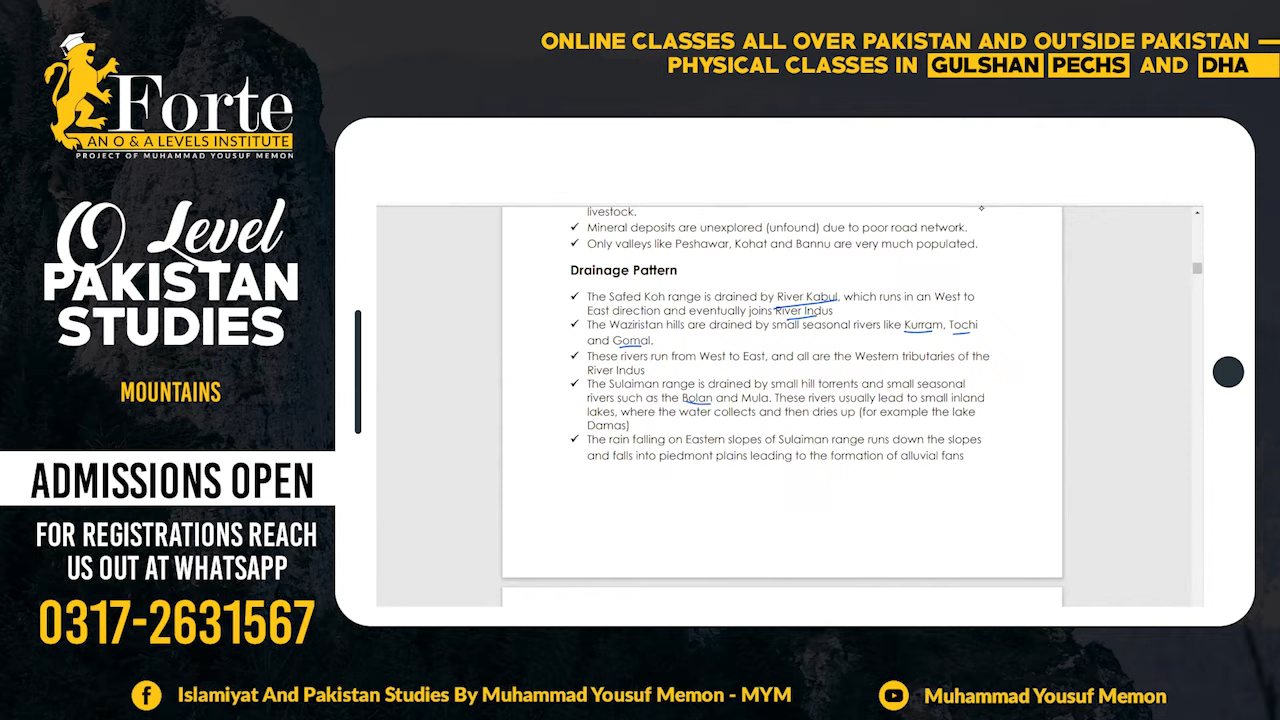 ONLINE CLASSES ALL OVER PAKISTAN AND OUTSIDE PAKISTAN
PHYSICAL CLASSES IN GULSHAN PECHS AND DHA
Forte
AN O & A LEVELS INSTITUTE
PROJECT OF MUHAMMAD YOUSUF MEMON
O Level
PAKISTAN
STUDIES
MOUNTAINS
ADMISSIONS OPEN
FOR REGISTRATIONS REACH
US OUT AT WHATSAPP
0317-2631567
livestock.
✓ Mineral deposits are unexplored (unfound) due to poor road network.
✓ Only valleys like Peshawar, Kohat and Bannu are very much populated.
Drainage Pattern
✓ The Safed Koh range is drained by River Kabul, which runs in an West to
East direction and eventually joins River Indus
✓ The Waziristan hills are drained by small seasonal rivers like Kurram, Tochi
and Gomal.
✓ These rivers run from West to East, and all are the Western tributaries of the
River Indus
✓ The Sulaiman range is drained by small hill torrents and small seasonal
rivers such as the Bolan and Mula. These rivers usually lead to small inland
lakes, where the water collects and then dries up (for example the lake
Damas)
✓ The rain falling on Eastern slopes of Sulaiman range runs down the slopes
and falls into piedmont plains leading to the formation of alluvial fans
Islamiyat And Pakistan Studies By Muhammad Yousuf Memon - MYM
Muhammad Yousuf Memon